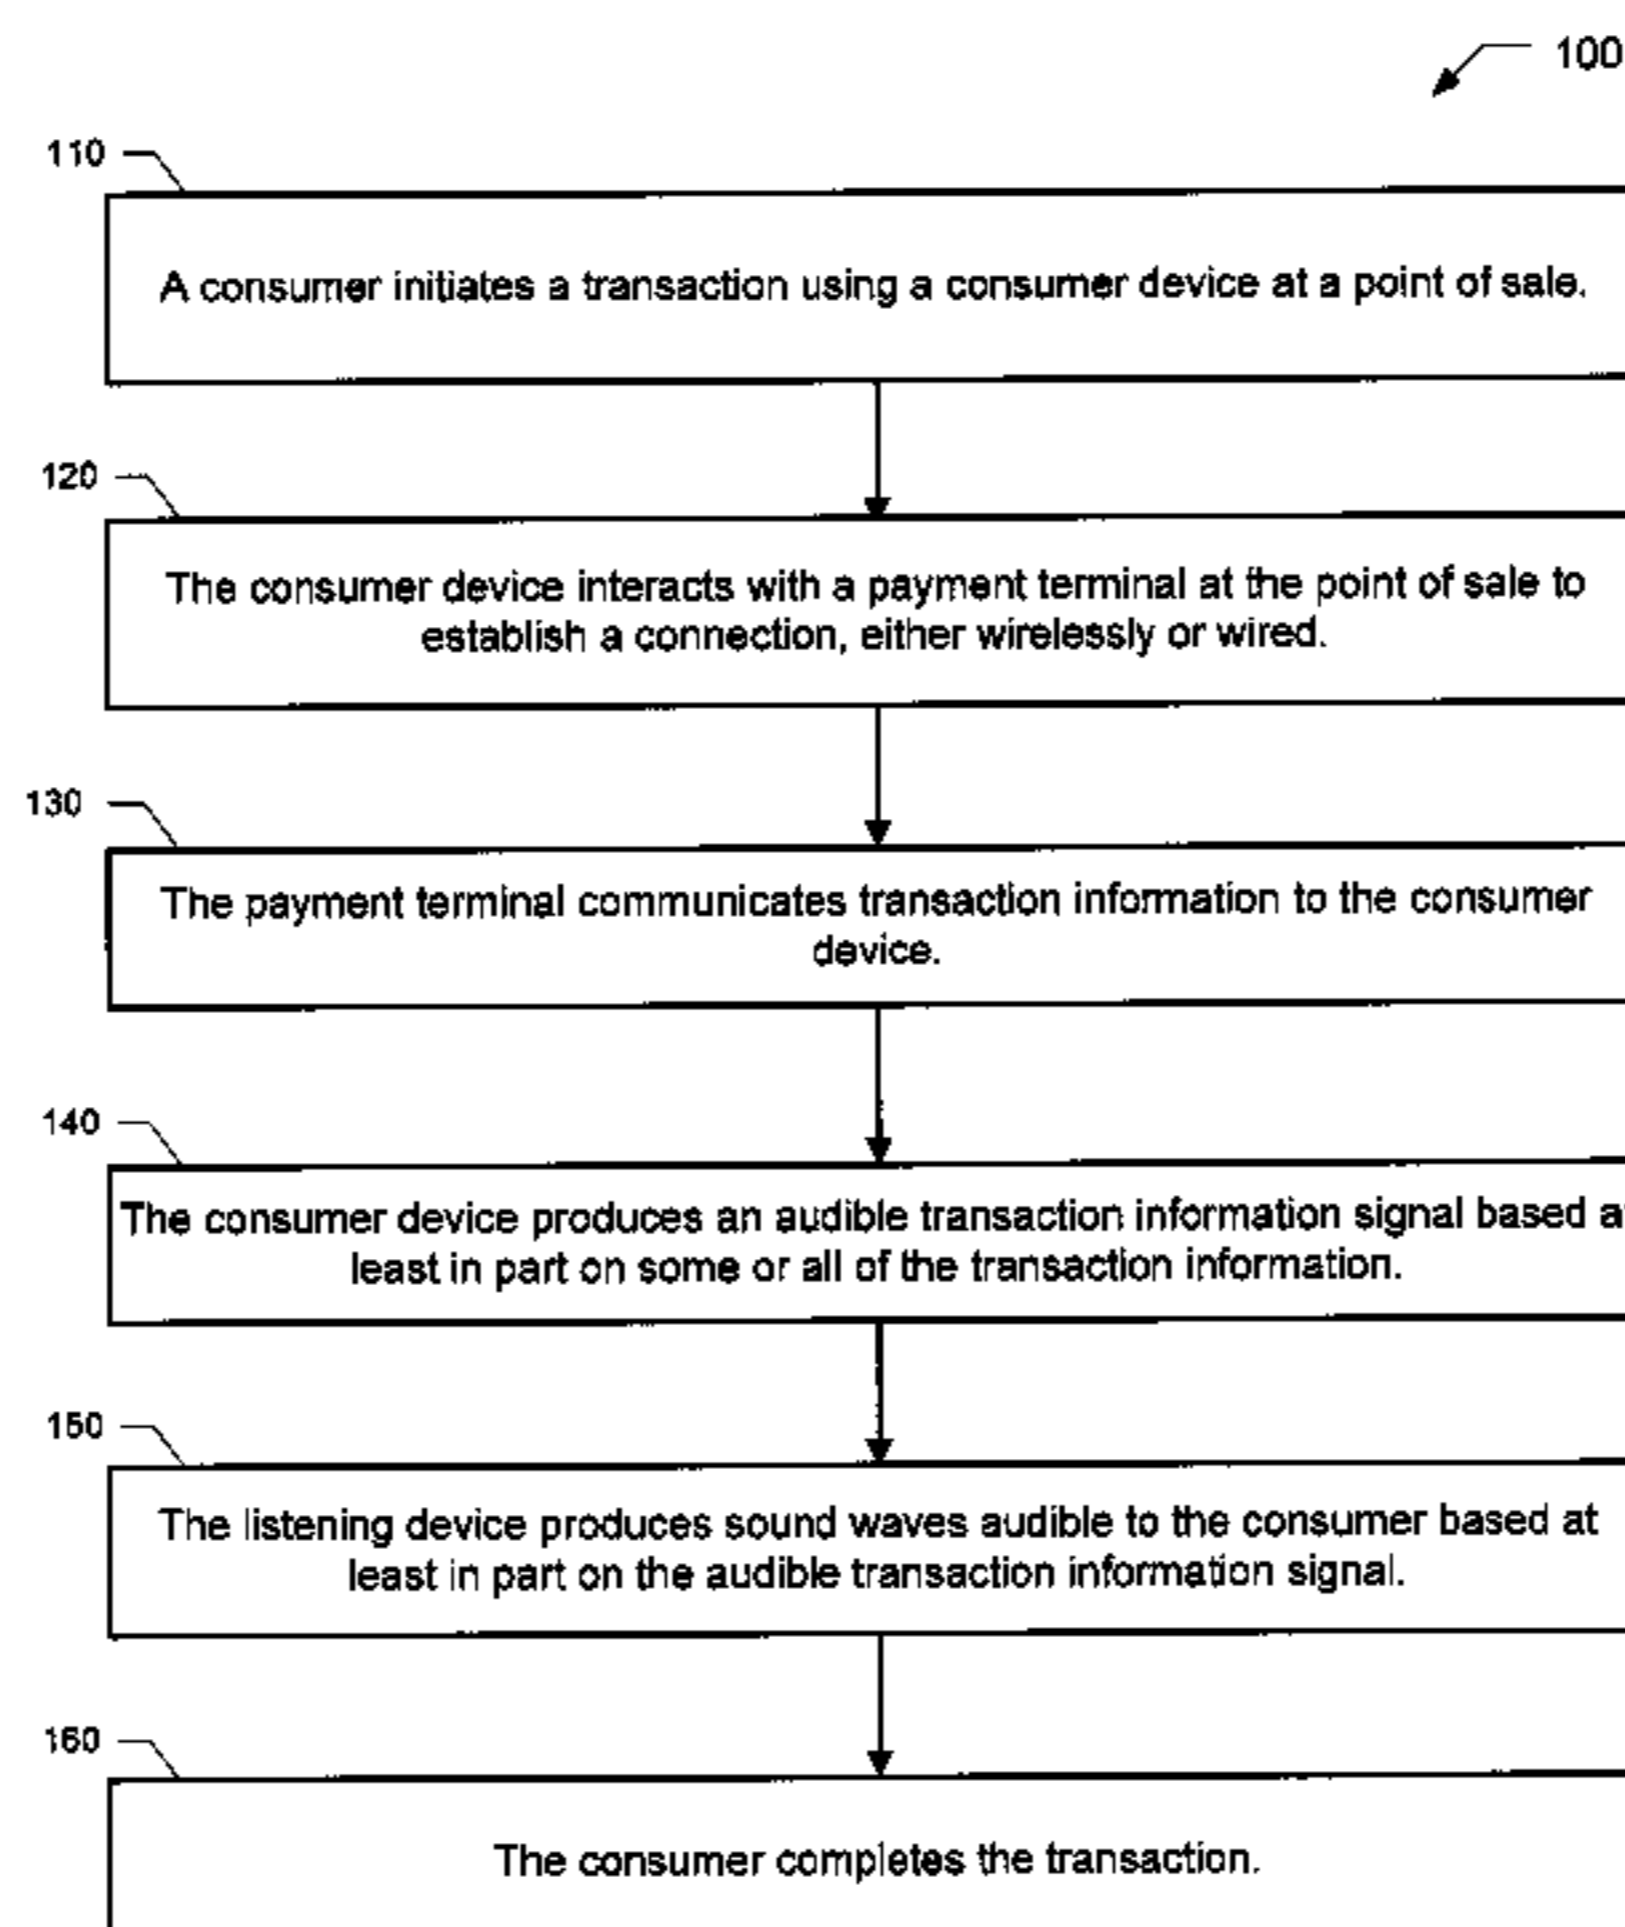 100
110
A consumer initiates a transaction using a consumer device at a point of sale.
120
The consumer device interacts with a payment terminal at the point of sale to
establish a connection, either wirelessly or wired.
130
The payment terminal communicates transaction information to the consumer
device.
140
The consumer device produces an audible transaction information signal based at
least in part on some or all of the transaction information.
150
The listening device produces sound waves audible to the consumer based at
least in part on the audible transaction information signal.
160
The consumer completes the transaction.